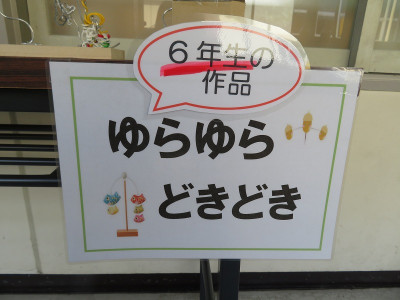 ６年生の
作品
ゆらゆら
どきどき